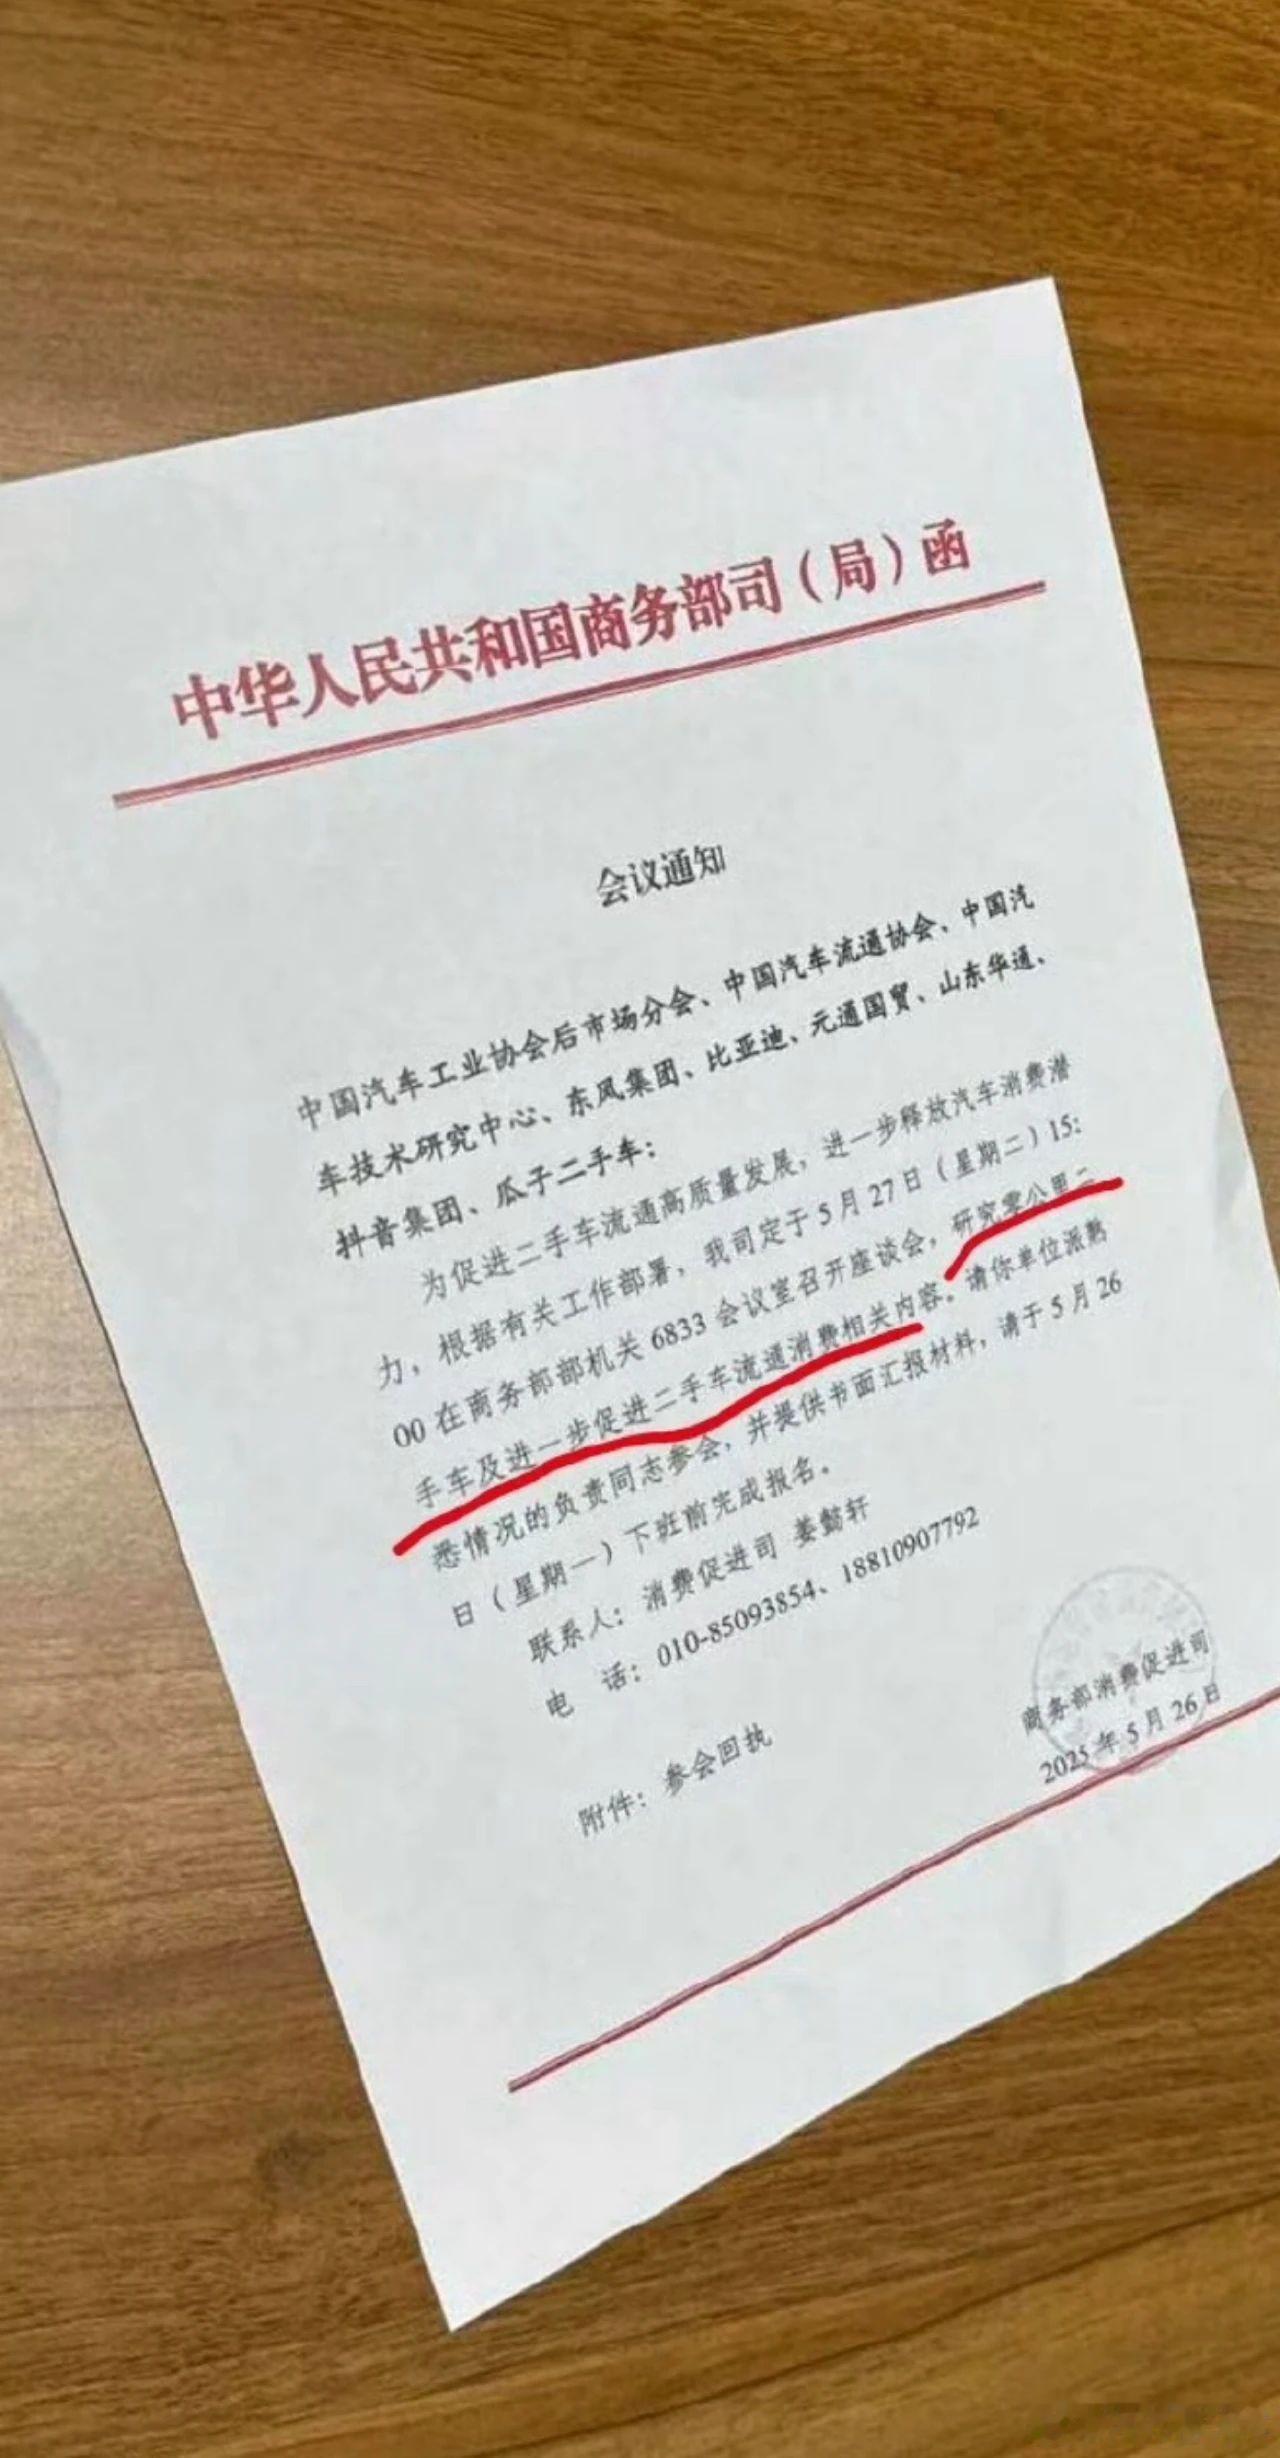 中华人民共和国商务部司（局）函
会议通知
中国汽车工业协会后市场分会、中国汽车流通协会、中国汽
车技术研究中心、东风集团、比亚迪、元通国贸、山东华通、
抖音集团、瓜子二手车：
为促进二手车流通高质量发展，进一步释放汽车消费潜
力，根据有关工作部署，我司定于5月27日（星期二）15：
00在商务部部机关6833会议室召开座谈会，研究零公里二
手车及进一步促进二手车流通消费相关内容。请你单位派熟
悉情况的负责同志参会，并提供书面汇报材料，请于5月26
日（星期一）下班前完成报名。
联系人：消费促进司 姜懿轩
电 话：010-85093854、18810907792
附件：参会回执
商务部消费促进司
2025年5月26日